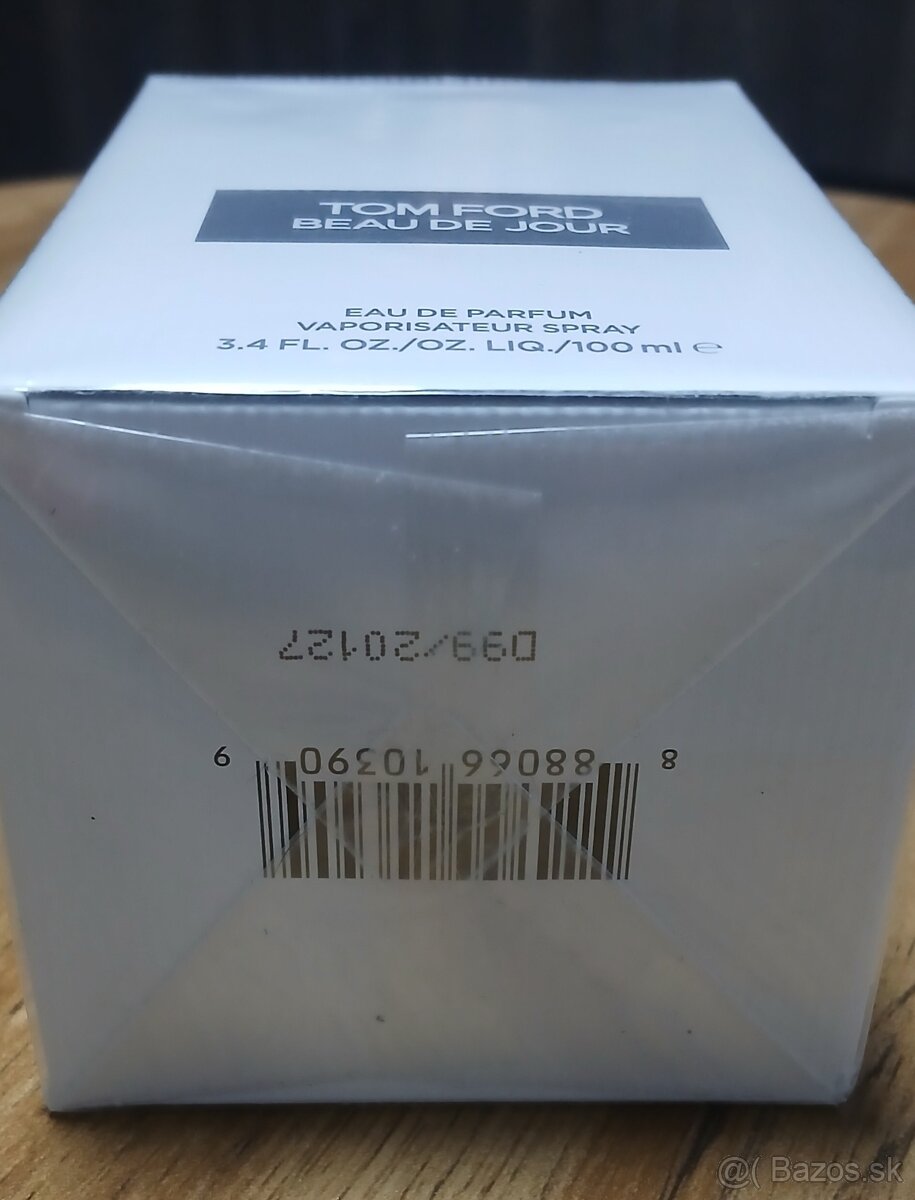 TOM FORD
BEAU DE JOUR
EAU DE PARFUM
VAPORISATEUR SPRAY
3.4 FL. OZ./OZ. LIQ./100 ml ℮
D99/20127
8 88066 10390 9
@( Bazos.sk